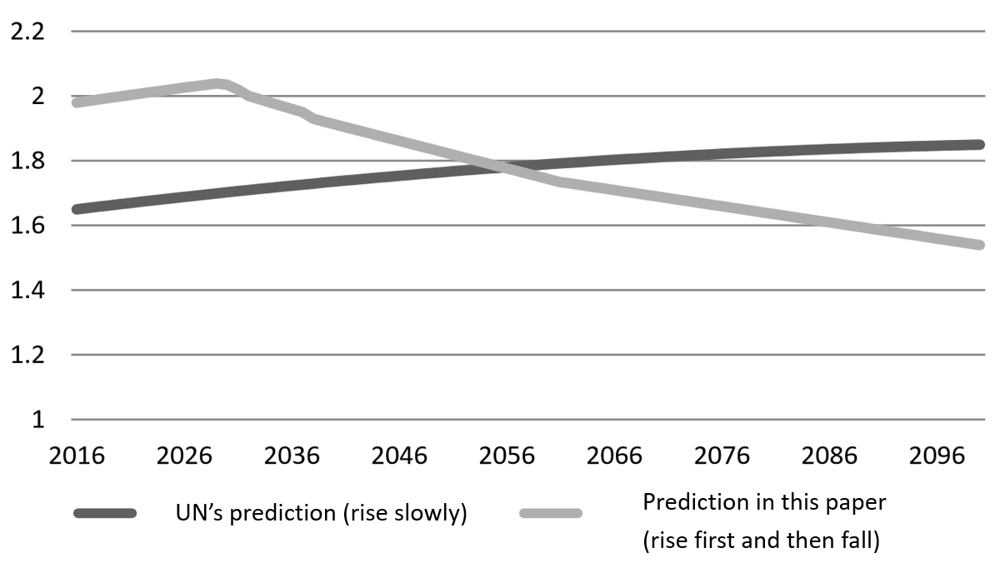 2.2
2
1.8
1.6
1.4
1.2
1
2016 2026 2036 2046 2056 2066 2076 2086 2096
UN’s prediction (rise slowly)
Prediction in this paper
(rise first and then fall)